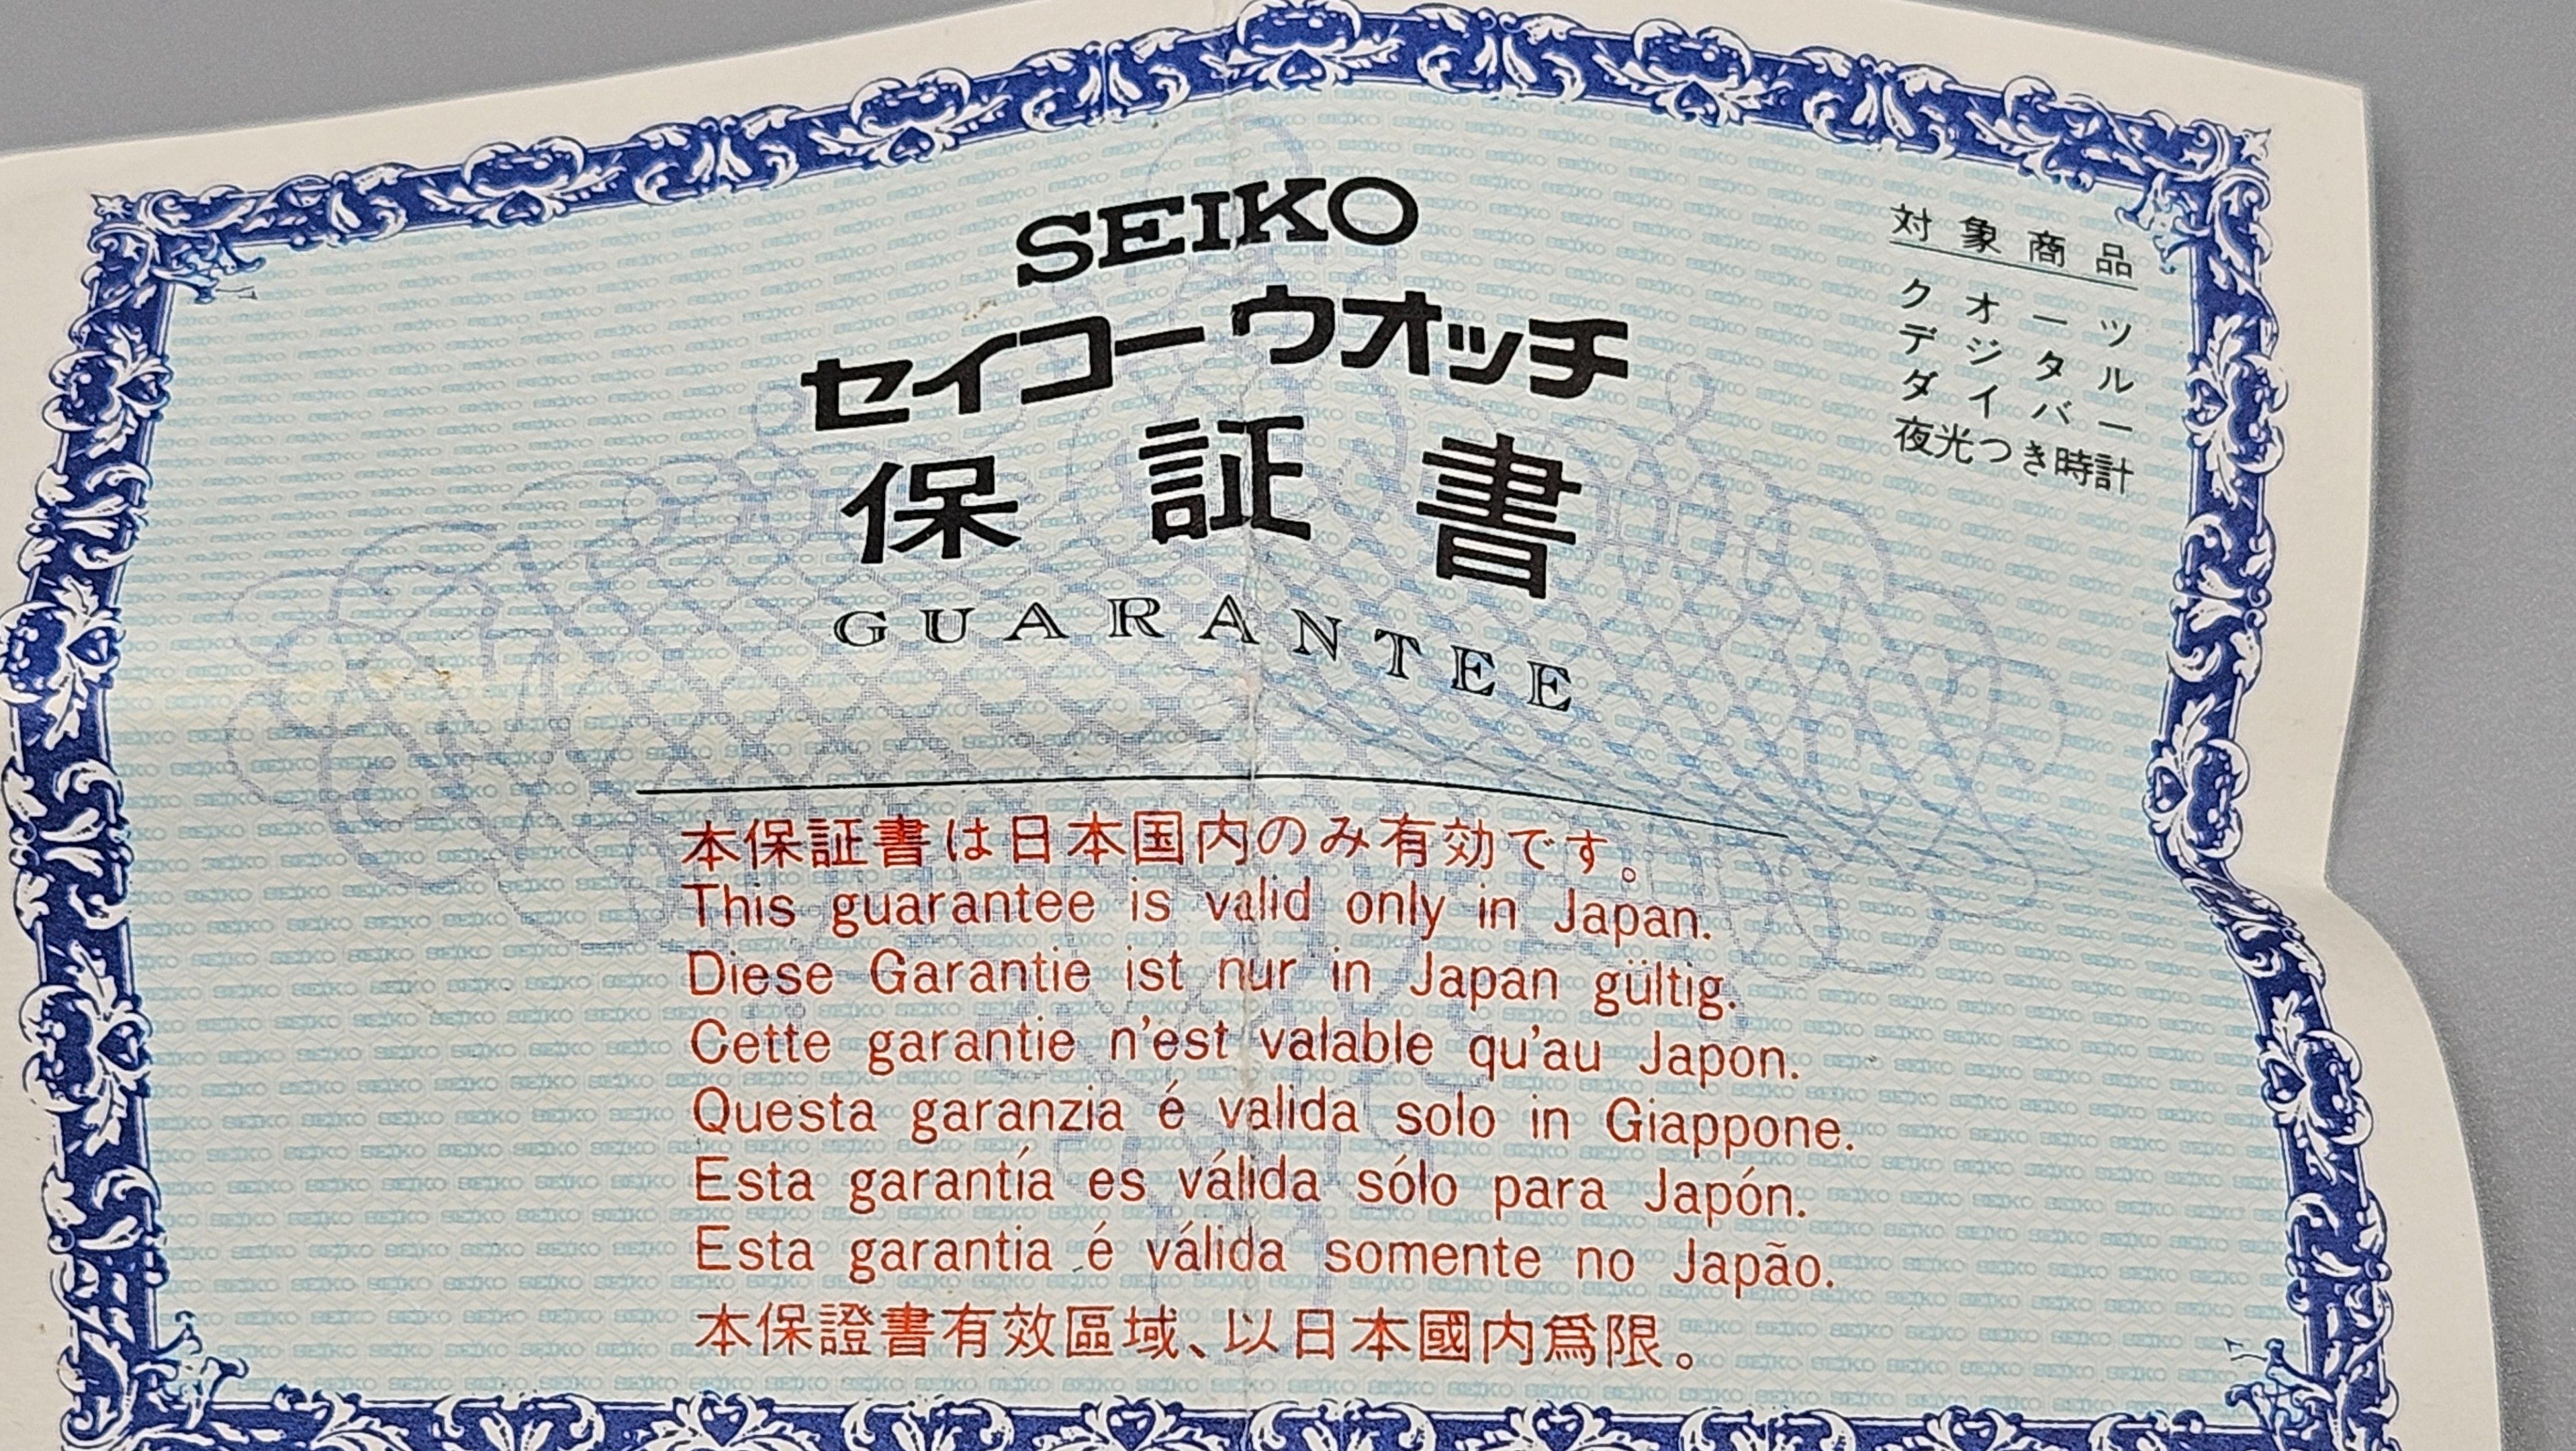 SEIKO
セイコーウオッチ
保証書
GUARANTEE
対象商品
クオーツ
デジタル
ダイバー
夜光つき時計
本保証書は日本国内のみ有効です。
This guarantee is valid only in Japan.
Diese Garantie ist nur in Japan gültig.
Cette garantie n'est valable qu'au Japon.
Questa garanzia é valida solo in Giappone.
Esta garantía es válida sólo para Japón.
Esta garantia é válida somente no Japão.
本保證書有效區域、以日本國内爲限。